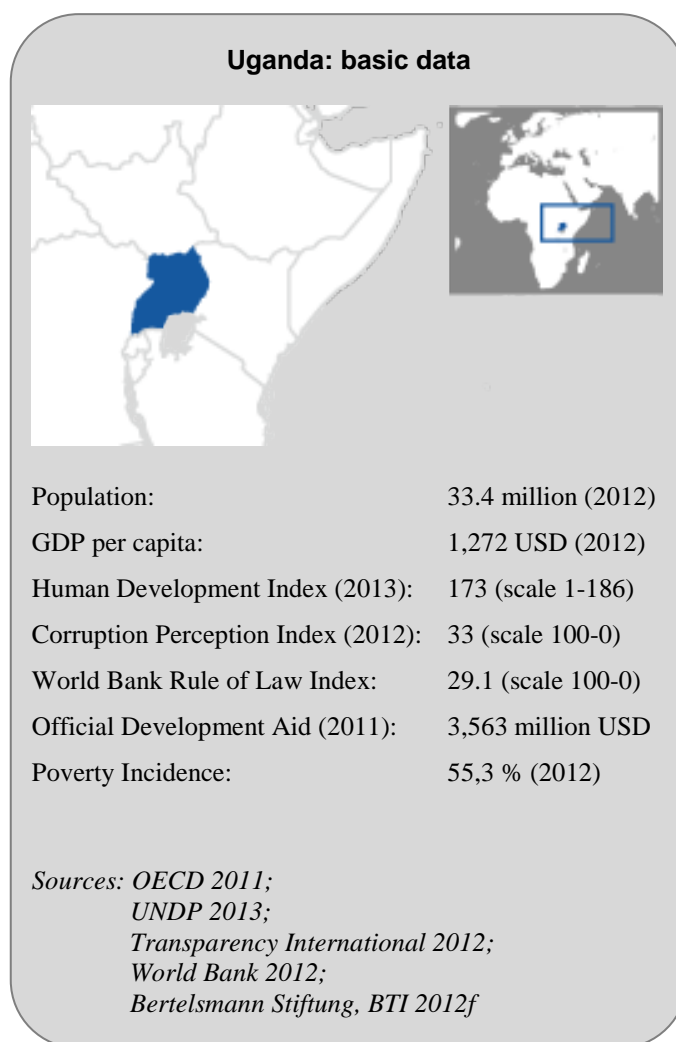 Uganda: basic data
Population: 33.4 million (2012)
GDP per capita: 1,272 USD (2012)
Human Development Index (2013): 173 (scale 1-186)
Corruption Perception Index (2012): 33 (scale 100-0)
World Bank Rule of Law Index: 29.1 (scale 100-0)
Official Development Aid (2011): 3,563 million USD
Poverty Incidence: 55,3 % (2012)
Sources: OECD 2011;
UNDP 2013;
Transparency International 2012;
World Bank 2012;
Bertelsmann Stiftung, BTI 2012f